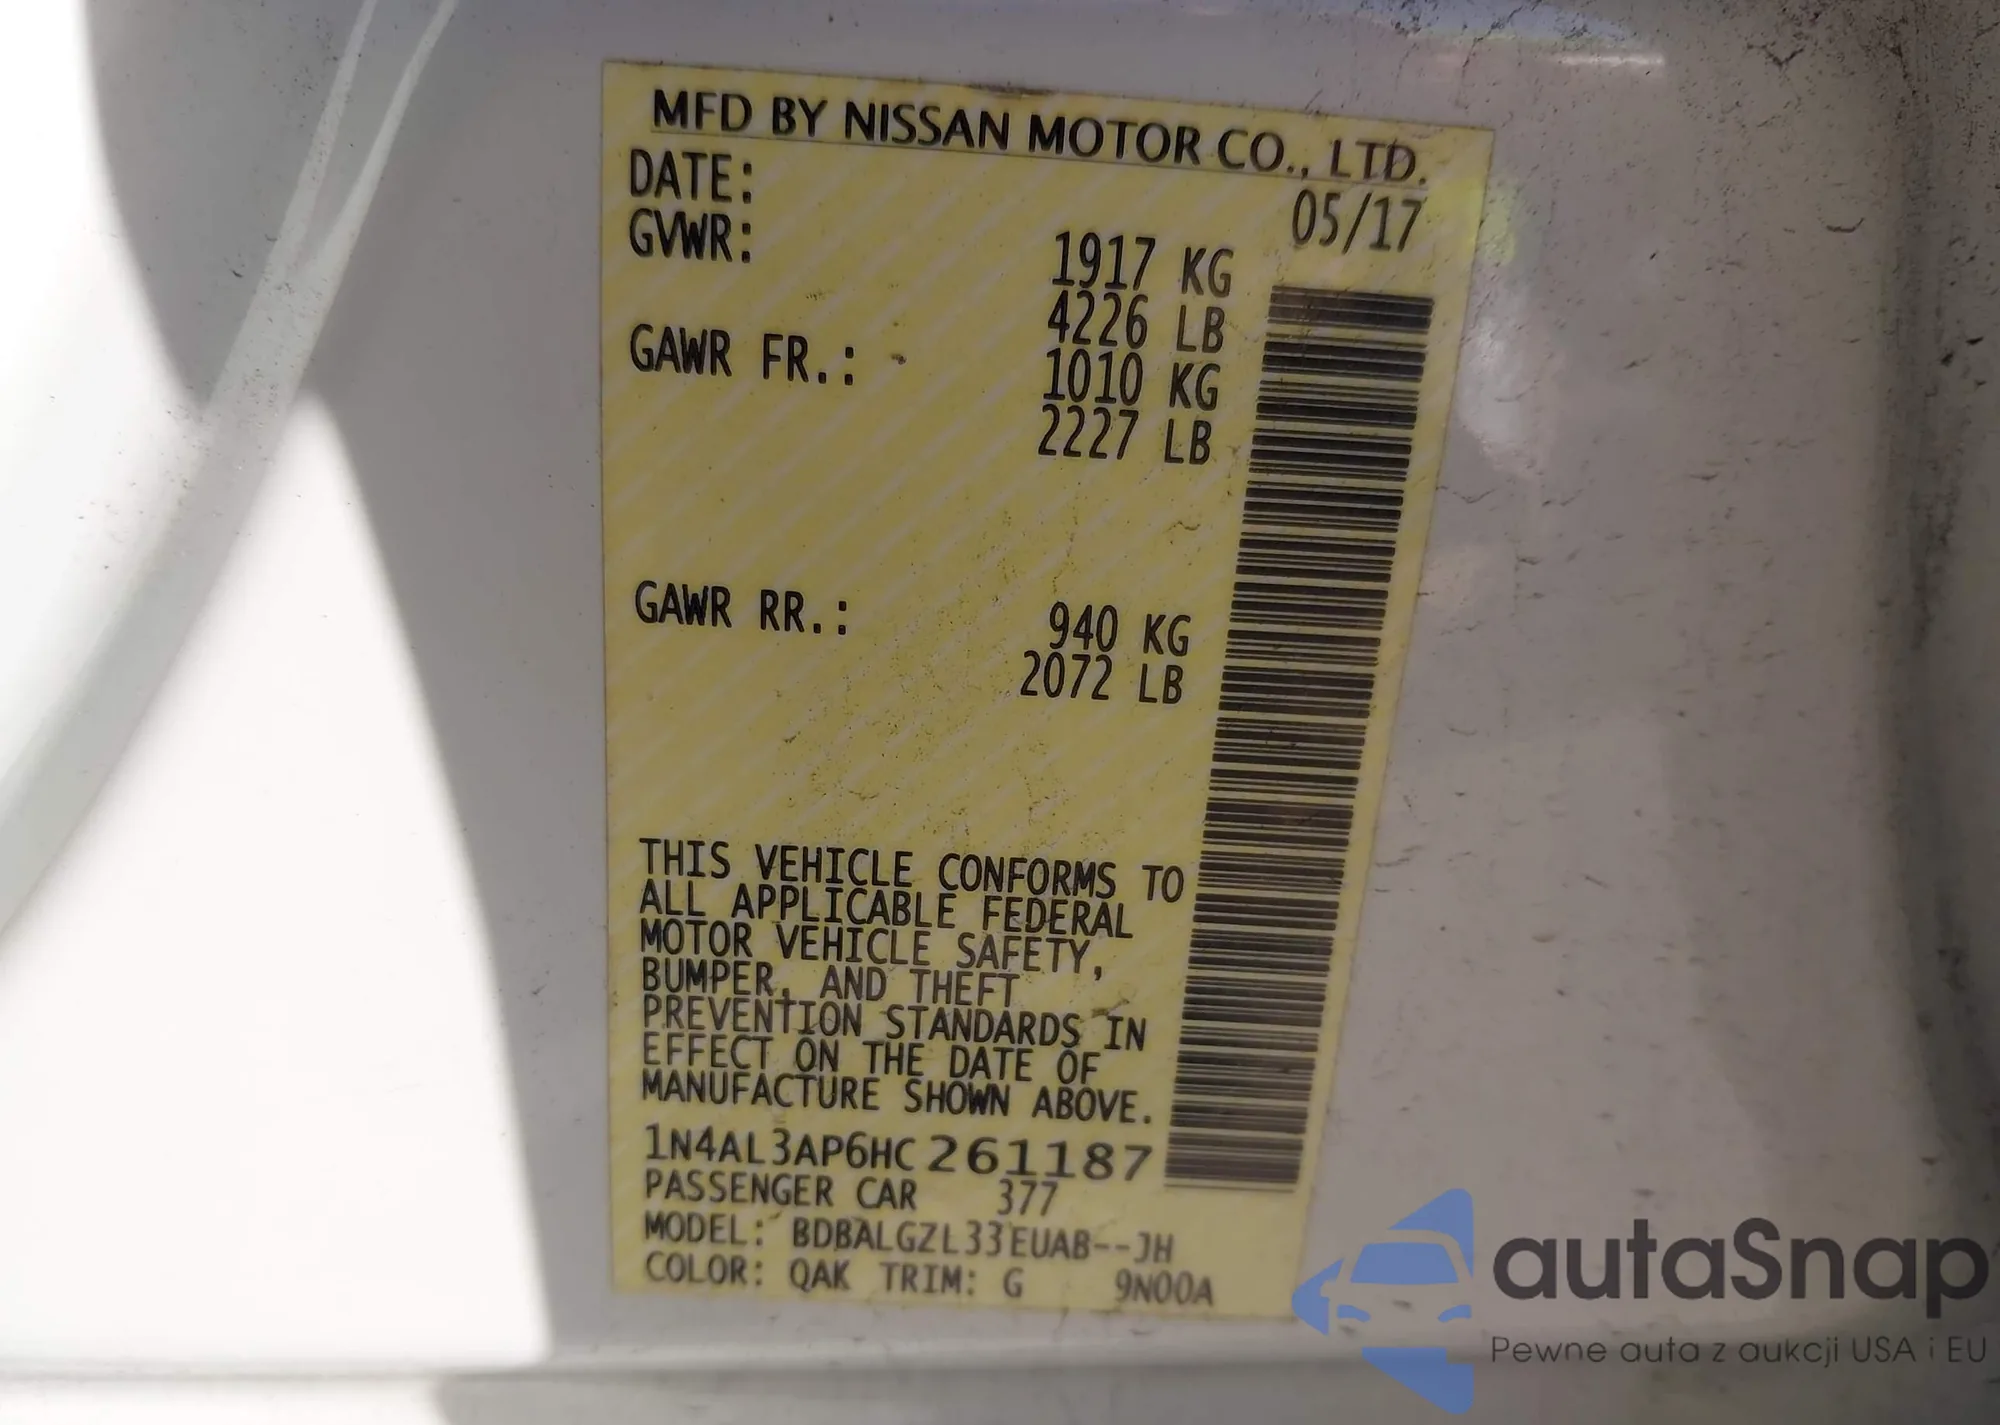 MFD BY NISSAN MOTOR CO., LTD.
DATE: 05/17
GVWR: 1917 KG
4226 LB
GAWR FR.: 1010 KG
2227 LB
GAWR RR.: 940 KG
2072 LB
THIS VEHICLE CONFORMS TO
ALL APPLICABLE FEDERAL
MOTOR VEHICLE SAFETY,
BUMPER, AND THEFT
PREVENTION STANDARDS IN
EFFECT ON THE DATE OF
MANUFACTURE SHOWN ABOVE.
1N4AL3AP6HC261187
PASSENGER CAR 377
MODEL: BDBALGZL33EUAB--JH
COLOR: QAK TRIM: G 9N00A
autaSnap
Pewne auta z aukcji USA i EU